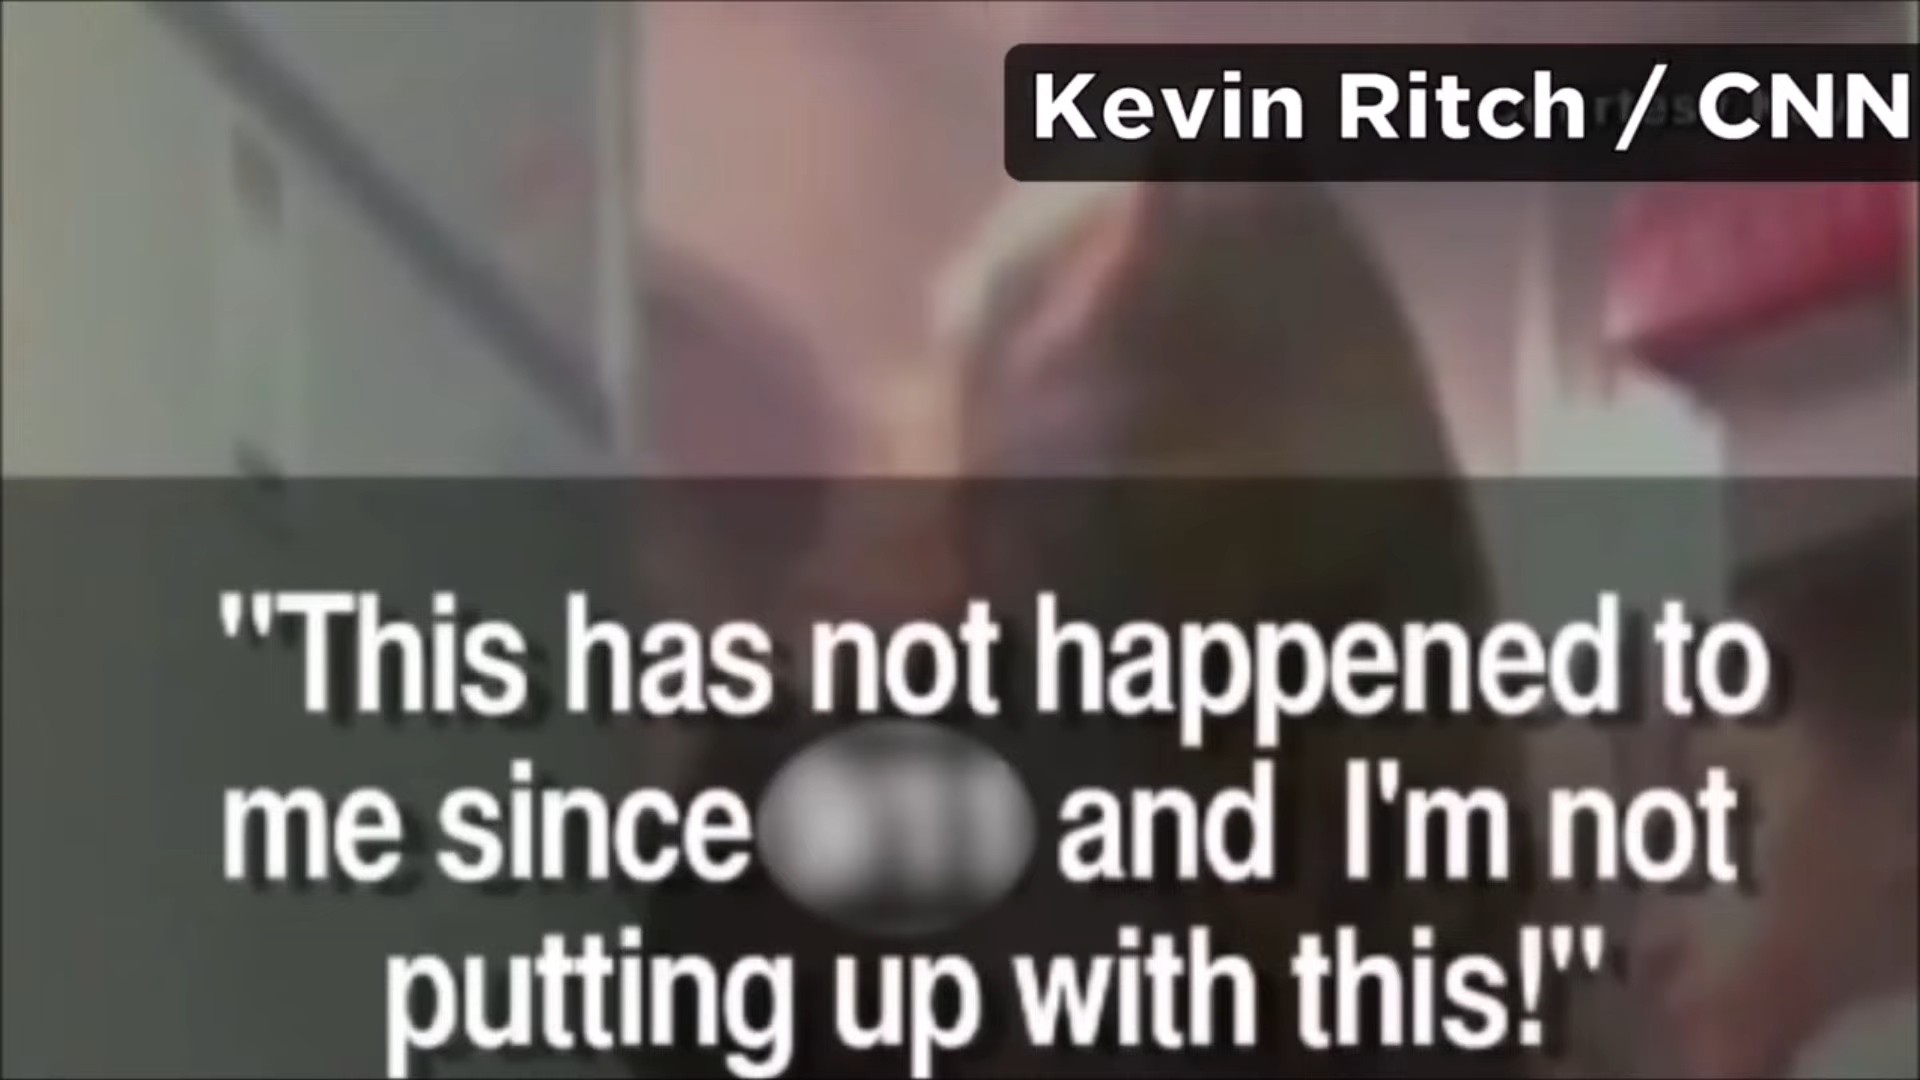 Kevin Ritch / CNN
"This has not happened to
me since and I'm not
putting up with this!"